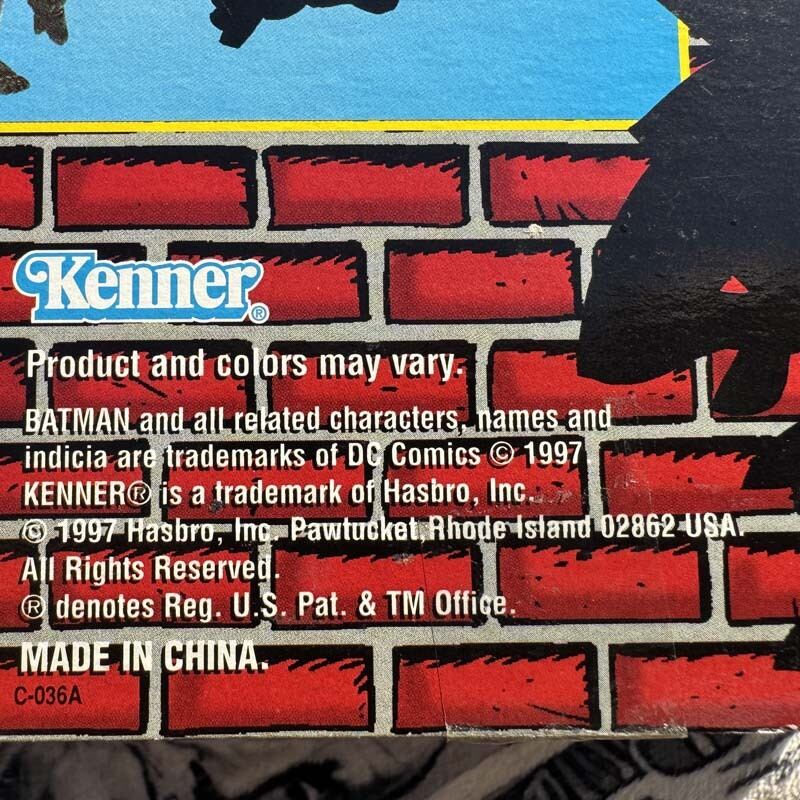 Kenner®
Product and colors may vary.
BATMAN and all related characters, names and
indicia are trademarks of DC Comics © 1997.
KENNER® is a trademark of Hasbro, Inc.
© 1997 Hasbro, Inc. Pawtucket, Rhode Island 02862 USA.
All Rights Reserved.
® denotes Reg. U.S. Pat. & TM Office.
MADE IN CHINA.
C-036A